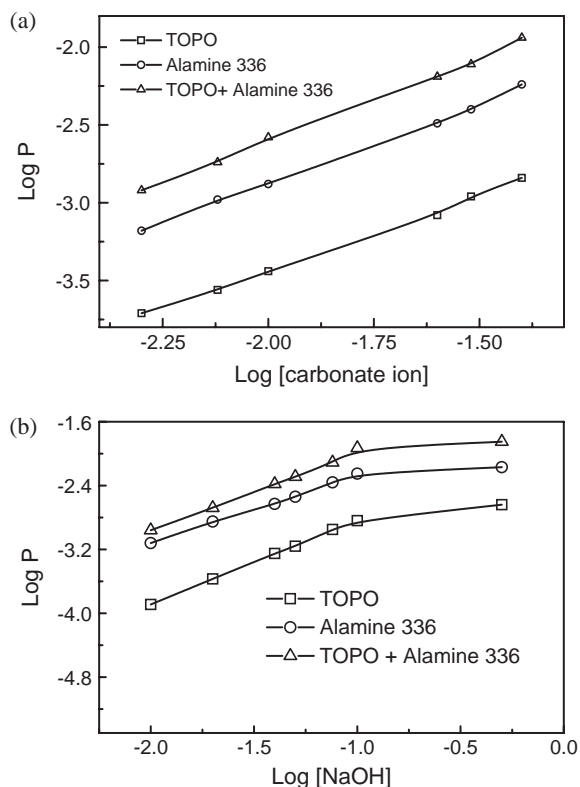 (a)
TOPO
Alamine 336
TOPO+ Alamine 336
-2.0
-2.5
-3.0
-3.5
Log P
-2.25
-2.00
-1.75
-1.50
Log [carbonate ion]
(b)
-1.6
-2.4
-3.2
-4.0
-4.8
Log P
TOPO
Alamine 336
TOPO + Alamine 336
-2.0
-1.5
-1.0
-0.5
0.0
Log [NaOH]